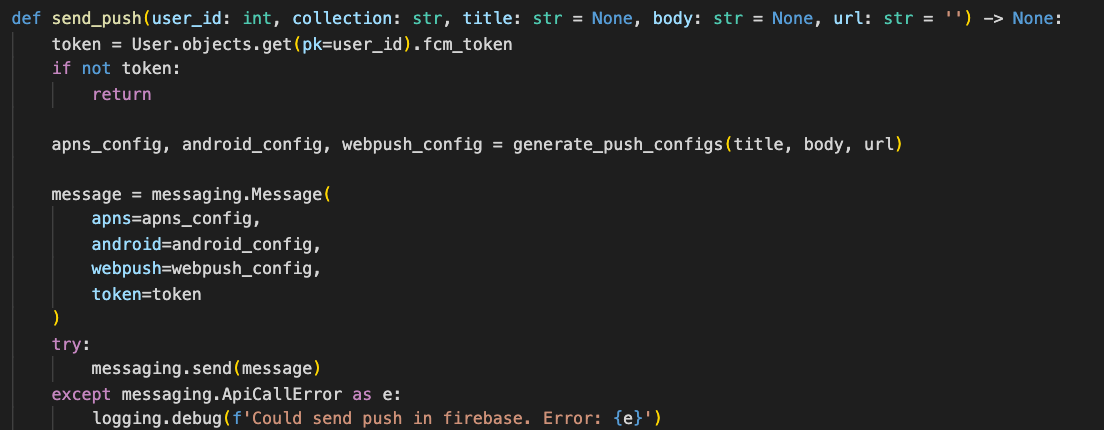 def send_push(user_id: int, collection: str, title: str = None, body: str = None, url: str = '') -> None:
    token = User.objects.get(pk=user_id).fcm_token
    if not token:
        return

    apns_config, android_config, webpush_config = generate_push_configs(title, body, url)

    message = messaging.Message(
        apns=apns_config,
        android=android_config,
        webpush=webpush_config,
        token=token
    )
    try:
        messaging.send(message)
    except messaging.ApiCallError as e:
        logging.debug(f'Could send push in firebase. Error: {e}')